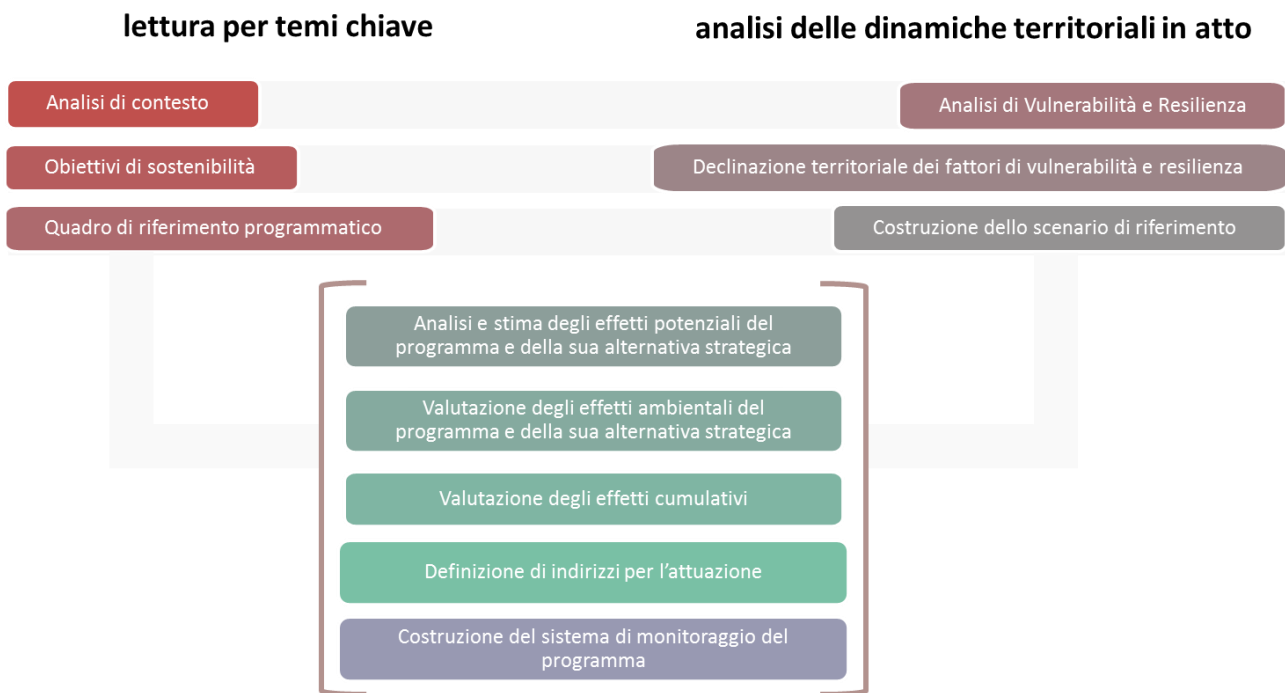 lettura per temi chiave
analisi delle dinamiche territoriali in atto
Analisi di contesto
Analisi di Vulnerabilità e Resilienza
Obiettivi di sostenibilità
Declinazione territoriale dei fattori di vulnerabilità e resilienza
Quadro di riferimento programmatico
Costruzione dello scenario di riferimento
Analisi e stima degli effetti potenziali del
programma e della sua alternativa strategica
Valutazione degli effetti ambientali del
programma e della sua alternativa strategica
Valutazione degli effetti cumulativi
Definizione di indirizzi per l’attuazione
Costruzione del sistema di monitoraggio del
programma